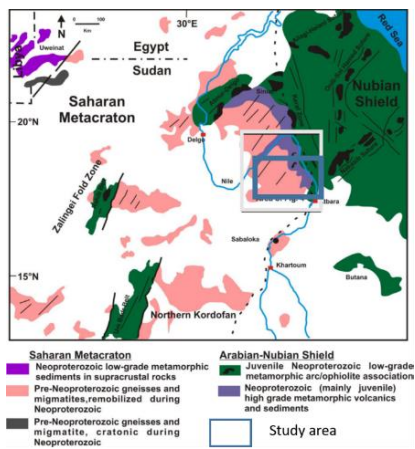 N
0 100
Km
30°E
Red Sea
Uweinat
Libya
Egypt
Sudan
Nubian
Shield
Saharan
Metacraton
20°N
Delgo
Nile
Zalingei Fold Zone
Sabaloka
Khartoum
Butana
15°N
Northern Kordofan
Saharan Metacraton
Neoproterozoic low-grade metamorphic
sediments in supracrustal rocks
Pre-Neoproterozoic gneisses and
migmatites,remobilized during
Neoproterozoic
Pre-Neoproterozoic gneisses and
migmatite, cratonic during
Neoproterozoic
Arabian-Nubian Shield
Juvenile Neoproterozoic low-grade
metamorphic arc/ophiolite association
Neoproterozoic (mainly juvenile)
high grade metamorphic volcanics
and sediments
Study area